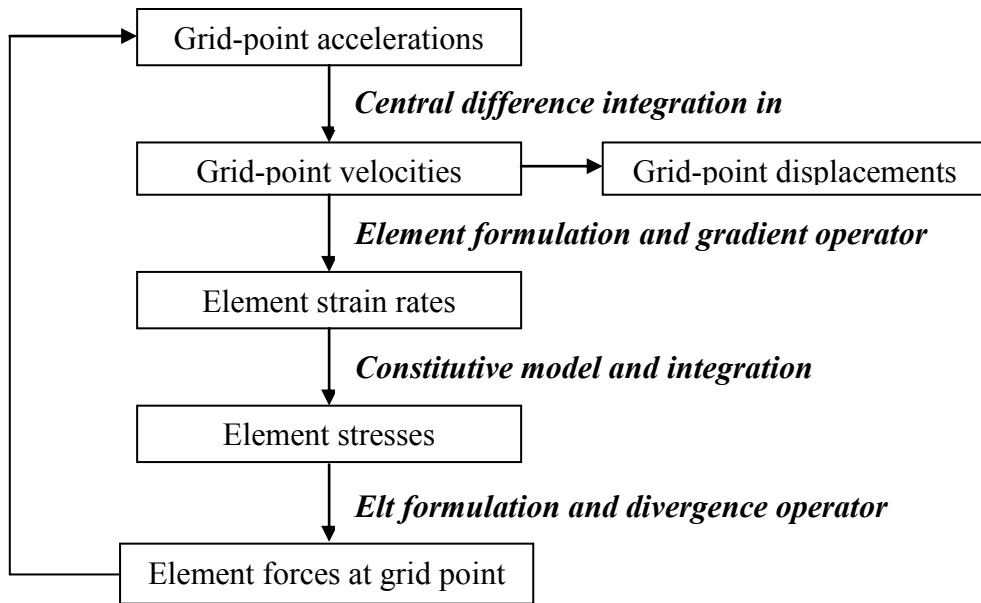 Grid-point accelerations
Central difference integration in
Grid-point velocities
Grid-point displacements
Element formulation and gradient operator
Element strain rates
Constitutive model and integration
Element stresses
Elt formulation and divergence operator
Element forces at grid point